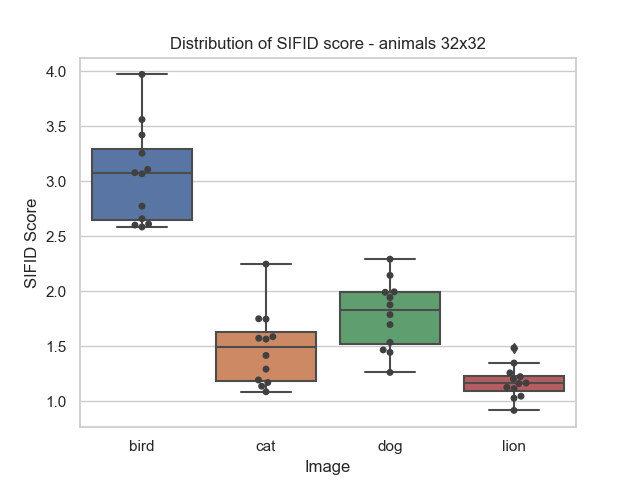 Distribution of SIFID score - animals 32x32
SIFID Score
4.0
3.5
3.0
2.5
2.0
1.5
1.0
bird cat dog lion
Image